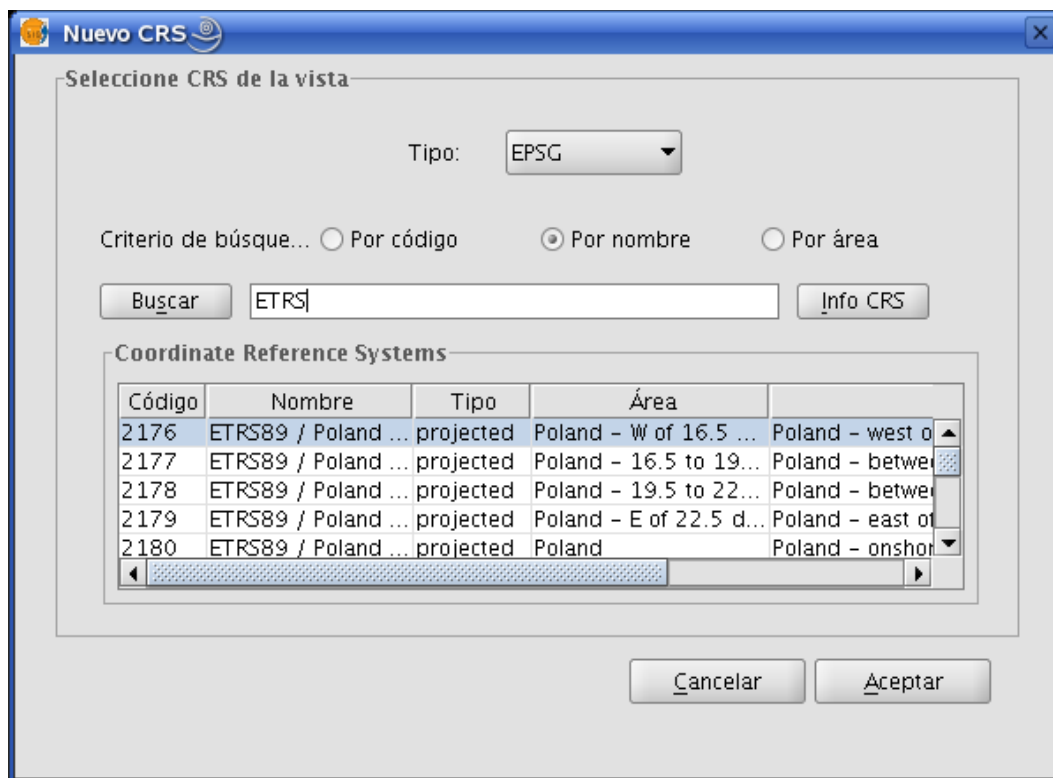 Nuevo CRS
Seleccione CRS de la vista
Tipo: EPSG
Criterio de búsque... Por código Por nombre Por área
Buscar ETRS Info CRS
Coordinate Reference Systems
Código Nombre Tipo Área
2176 ETRS89 / Poland ... projected Poland – W of 16.5 ... Poland – west o
2177 ETRS89 / Poland ... projected Poland – 16.5 to 19... Poland – betwe
2178 ETRS89 / Poland ... projected Poland – 19.5 to 22... Poland – betwe
2179 ETRS89 / Poland ... projected Poland – E of 22.5 d... Poland – east of
2180 ETRS89 / Poland ... projected Poland Poland – onshor
Cancelar Aceptar